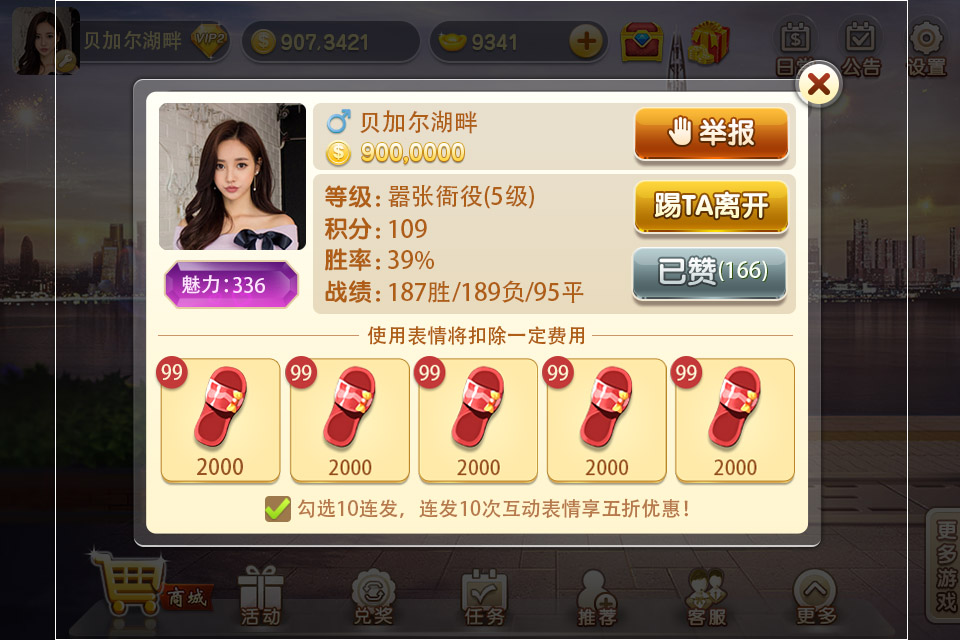 贝加尔湖畔 VIP2 907.3421 9341
日常 公告 设置
贝加尔湖畔 举报
900,0000
等级: 嚣张衙役(5级) 踢TA离开
积分: 109
胜率: 39% 已赞(166)
魅力: 336
战绩: 187胜/189负/95平
使用表情将扣除一定费用
99 99 99 99 99
2000 2000 2000 2000 2000
勾选10连发，连发10次互动表情享五折优惠！
更多游戏
商城 活动 兑奖 任务 推荐 客服 更多